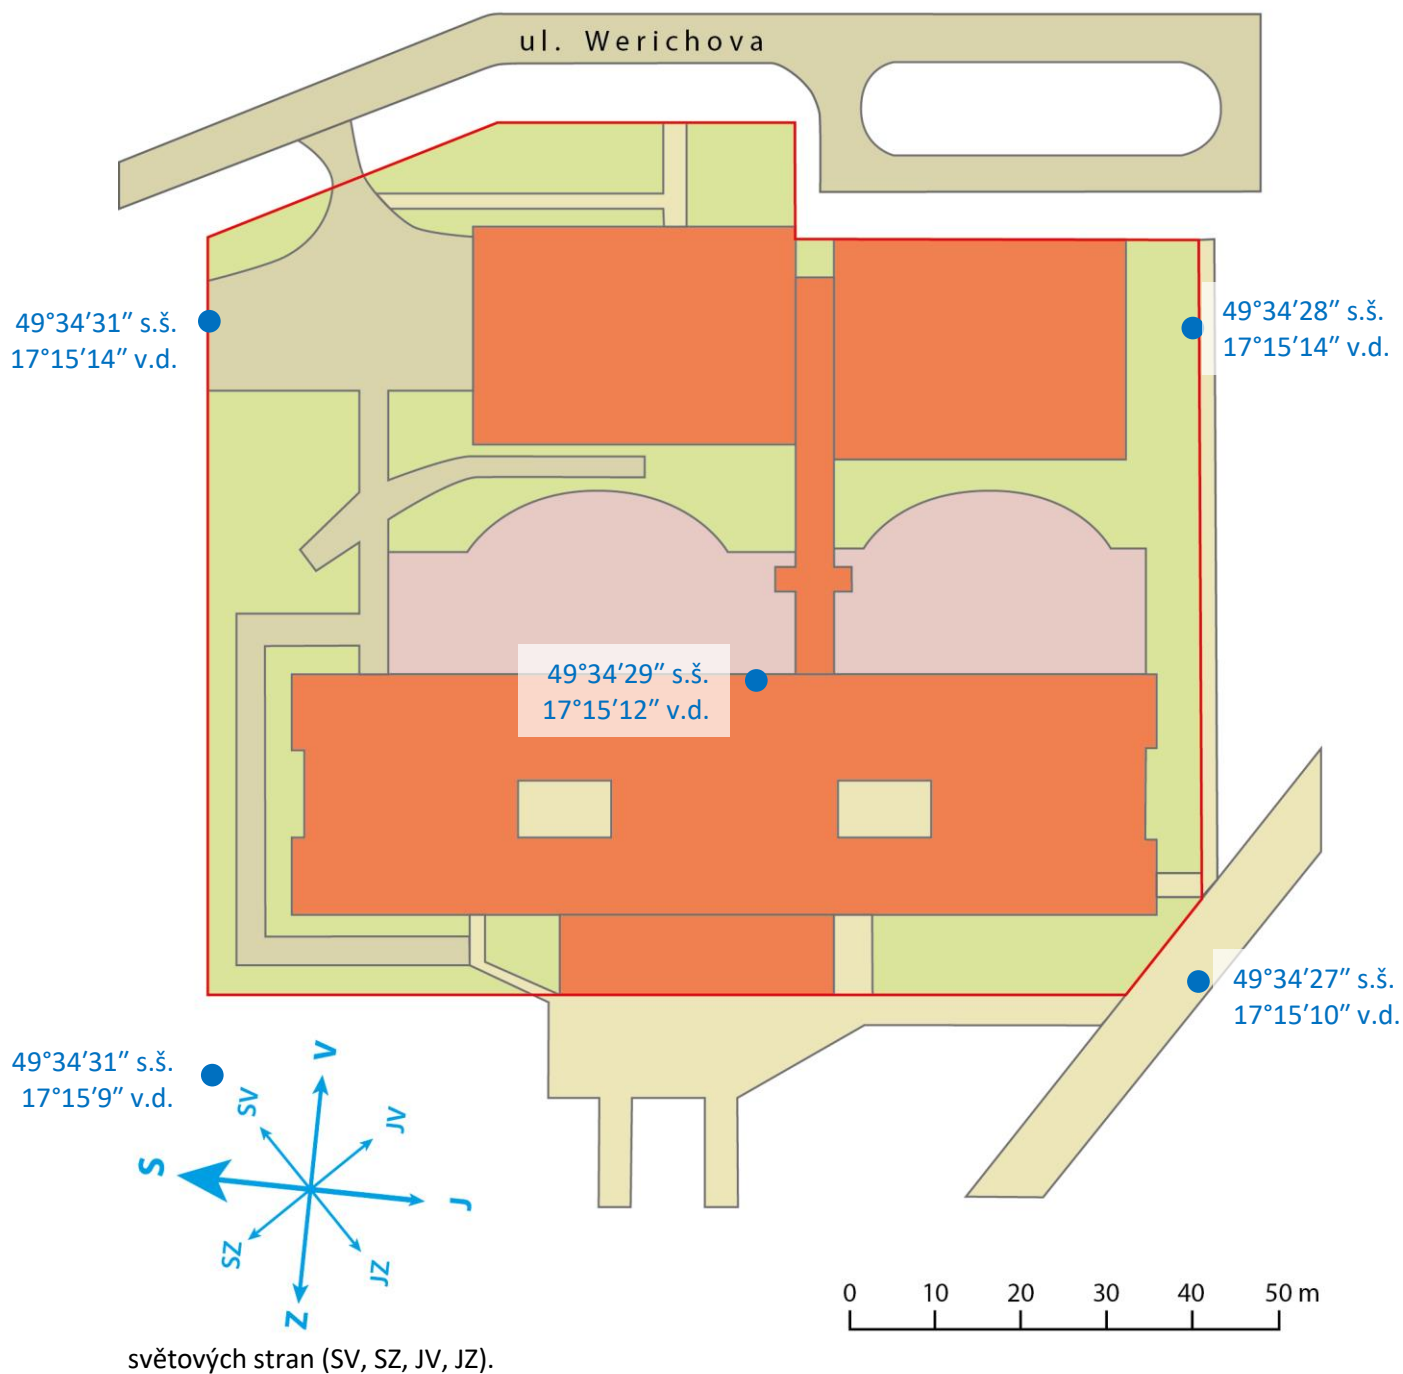 ul. Werichova
49°34′31″ s.š.
17°15′14″ v.d.
49°34′28″ s.š.
17°15′14″ v.d.
49°34′29″ s.š.
17°15′12″ v.d.
49°34′27″ s.š.
17°15′10″ v.d.
49°34′31″ s.š.
17°15′9″ v.d.
V
SV
JV
S
J
SZ
JZ
Z
0 10 20 30 40 50 m
světových stran (SV, SZ, JV, JZ).